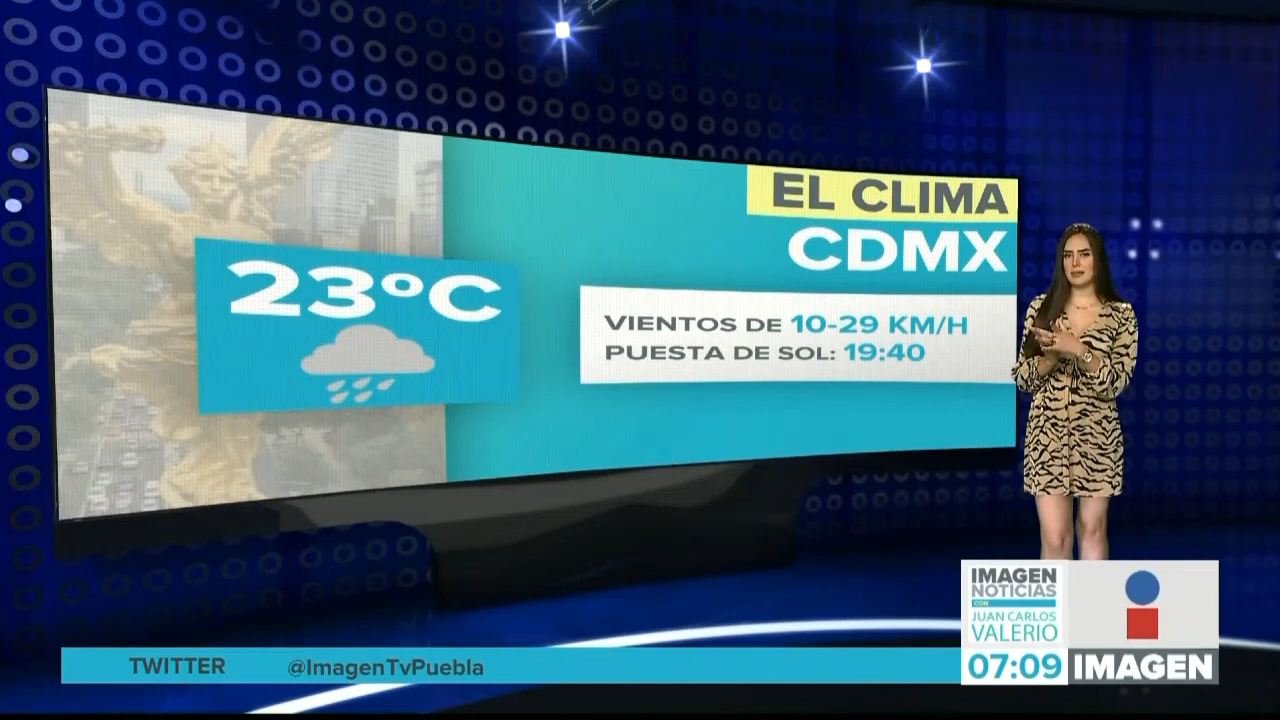 EL CLIMA
CDMX
23°C
VIENTOS DE 10-29 KM/H
PUESTA DE SOL: 19:40
IMAGEN
NOTICIAS
CON
JUAN CARLOS
VALERIO
TWITTER @ImagenTvPuebla
07:09 IMAGEN